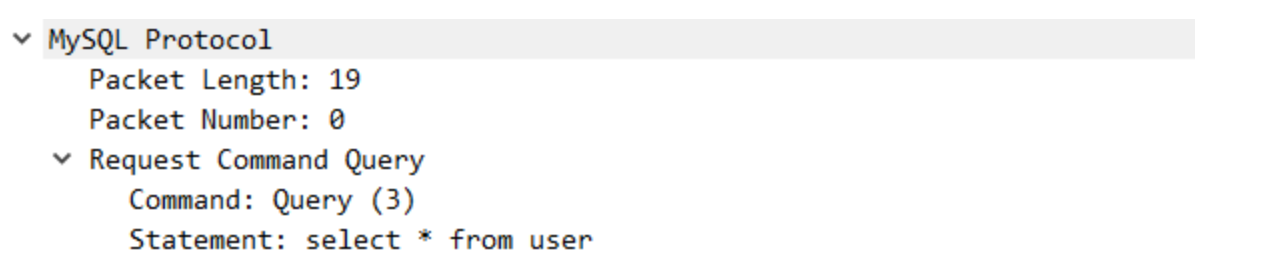 MySQL Protocol
Packet Length: 19
Packet Number: 0
Request Command Query
Command: Query (3)
Statement: select * from user